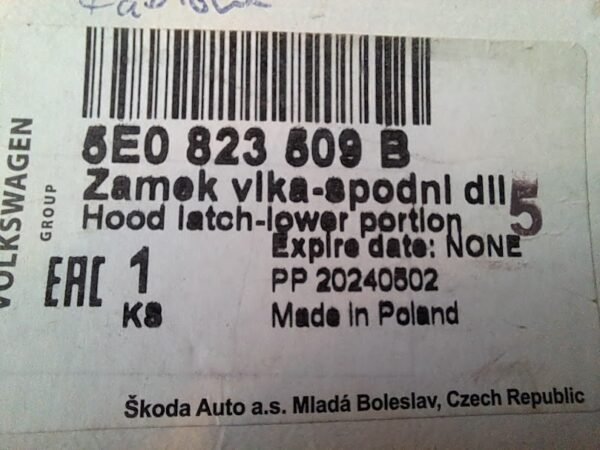 5E0 823 509 B
Zamek vika-spodni dil
5
Hood latch-lower portion
Expire date: NONE
EAC 1
KS
PP 20240502
Made in Poland
Škoda Auto a.s. Mladá Boleslav, Czech Republic
VOLKSWAGEN
GROUP